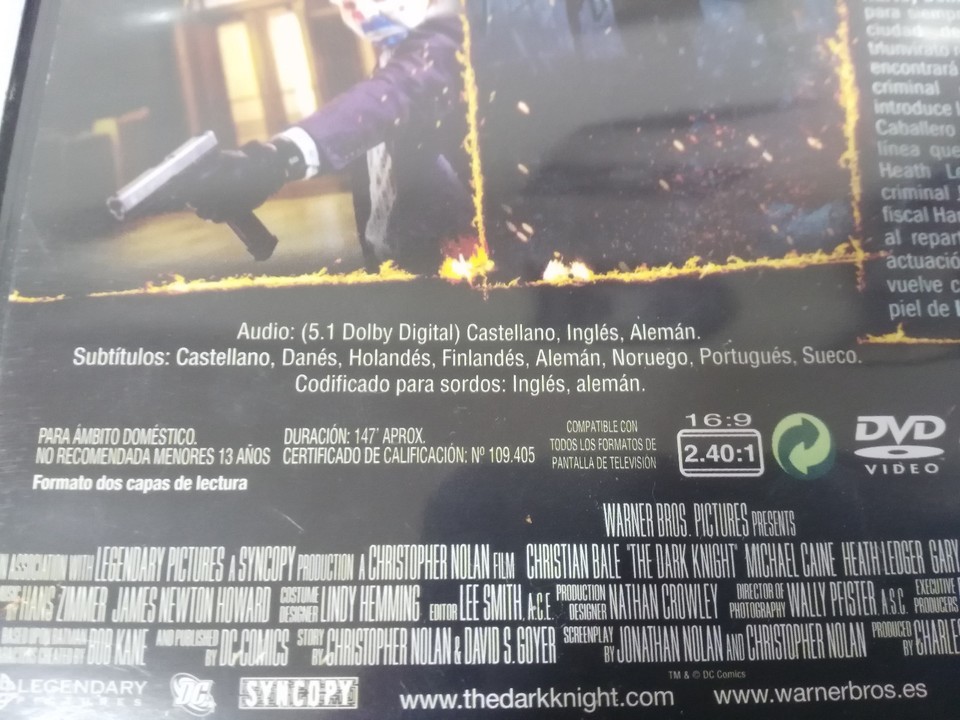 para siempre
ciudad de
triunvirato
encontrará
criminal
introduce
Caballero
línea que
Heath
criminal
fiscal
al
vuelve
piel de
Audio: (5.1 Dolby Digital) Castellano, Inglés, Alemán.
Subtítulos: Castellano, Danés, Holandés, Finlandés, Alemán, Noruego, Portugués, Sueco.
Codificado para sordos: Inglés, alemán.
PARA ÁMBITO DOMÉSTICO.
NO RECOMENDADA MENORES 13 AÑOS
Formato dos capas de lectura
DURACIÓN: 147' APROX.
CERTIFICADO DE CALIFICACIÓN: Nº 109.405
COMPATIBLE CON
TODOS LOS FORMATOS DE
PANTALLA DE TELEVISIÓN
16:9
2.40:1
DVD
VIDEO
WARNER BROS. PICTURES PRESENTS
IN ASSOCIATION WITH LEGENDARY PICTURES A SYNCOPY PRODUCTION A CHRISTOPHER NOLAN FILM CHRISTIAN BALE "THE DARK KNIGHT" MICHAEL CAINE HEATH LEDGER GARY
HANS ZIMMER JAMES NEWTON HOWARD COSTUME DESIGNER LINDY HEMMING EDITOR LEE SMITH, A.C.E. PRODUCTION DESIGNER NATHAN CROWLEY DIRECTOR OF PHOTOGRAPHY WALLY PFISTER, A.S.C. EXECUTIVE PRODUCERS
BOB KANE AND PUBLISHED BY DC COMICS STORY BY CHRISTOPHER NOLAN & DAVID S. GOYER SCREENPLAY BY JONATHAN NOLAN AND CHRISTOPHER NOLAN PRODUCED BY CHARLES
TM & © DC Comics
LEGENDARY
PICTURES
DC
SYNCOPY
www.thedarkknight.com
www.warnerbros.es